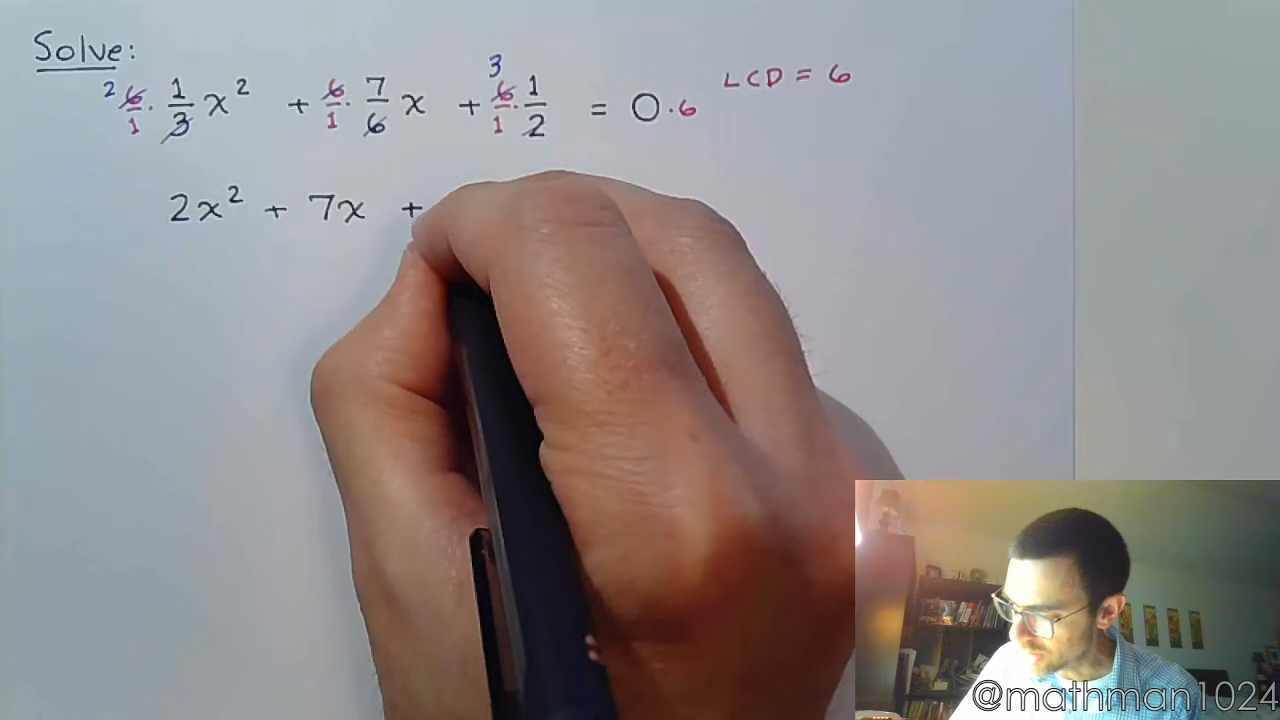 Solve:
2 6/1 · 1/3 x² + 6/1 · 7/6 x + 3 6/1 · 1/2 = 0 · 6 LCD = 6
2x² + 7x +
@mathman1024